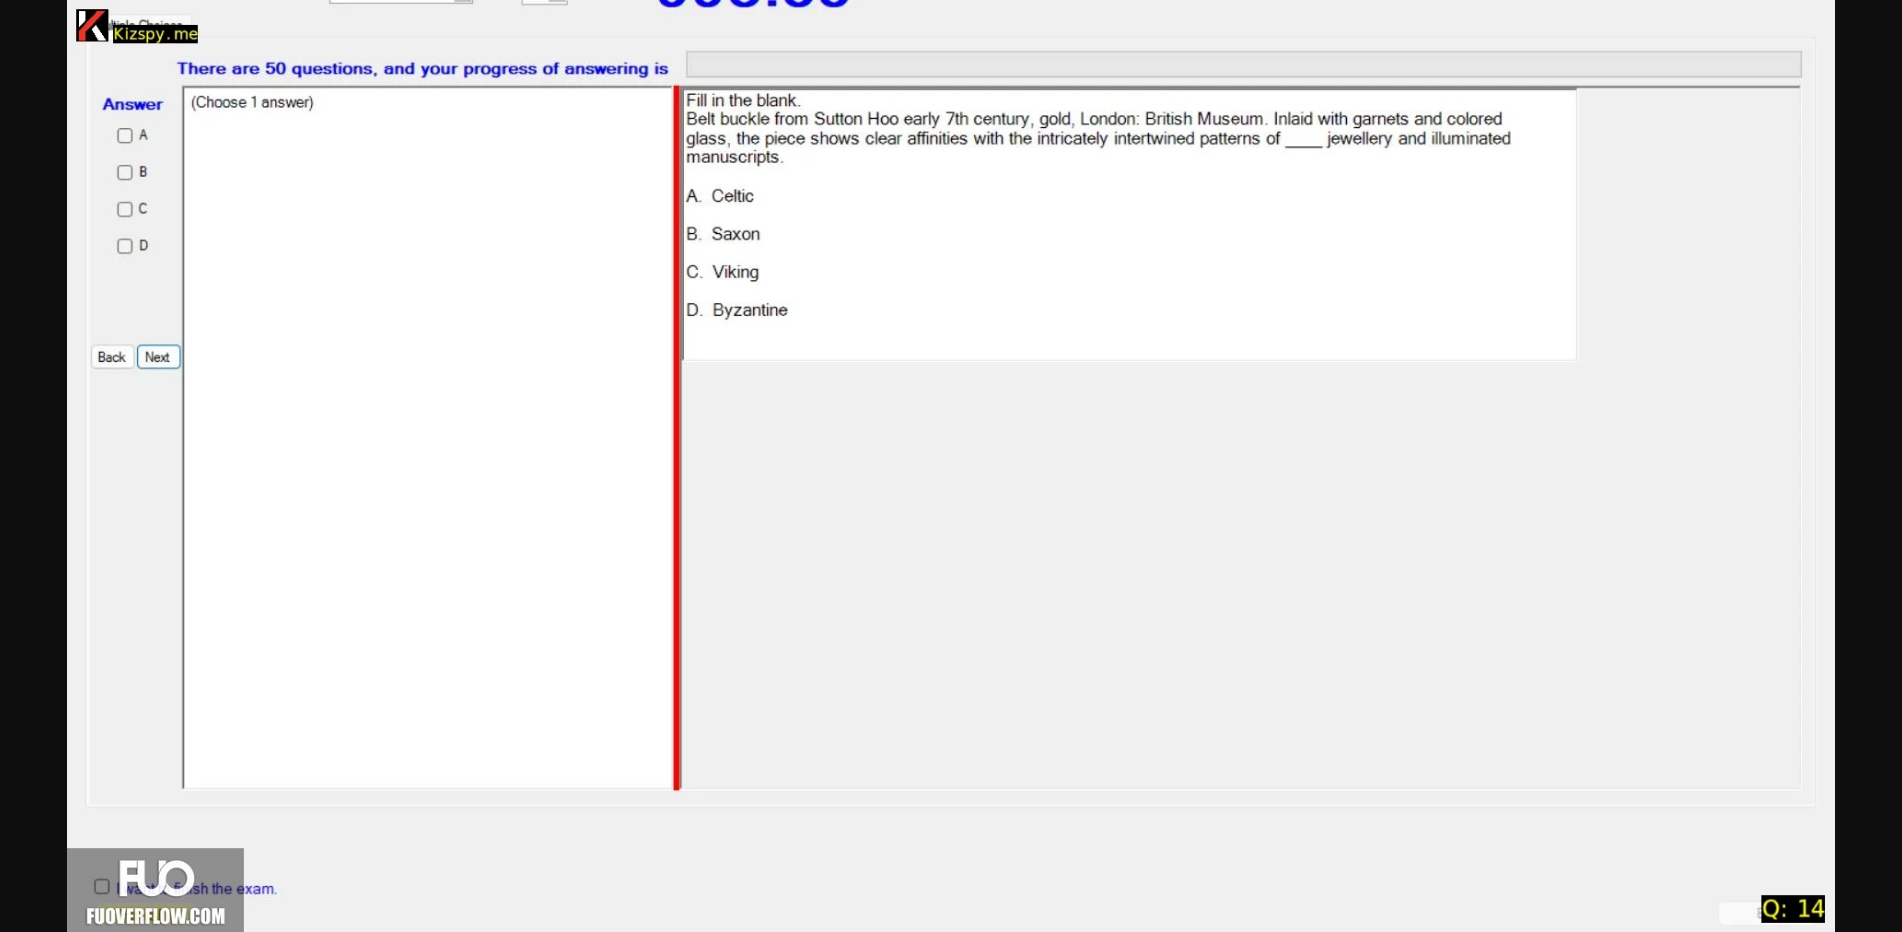 Kizspy.me
There are 50 questions, and your progress of answering is
Answer
(Choose 1 answer)
A
B
C
D
Back
Next
Fill in the blank.
Belt buckle from Sutton Hoo early 7th century, gold, London: British Museum. Inlaid with garnets and colored
glass, the piece shows clear affinities with the intricately intertwined patterns of ____ jewellery and illuminated
manuscripts.
A. Celtic
B. Saxon
C. Viking
D. Byzantine
FUO
the exam.
FUOVERFLOW.COM
Q: 14